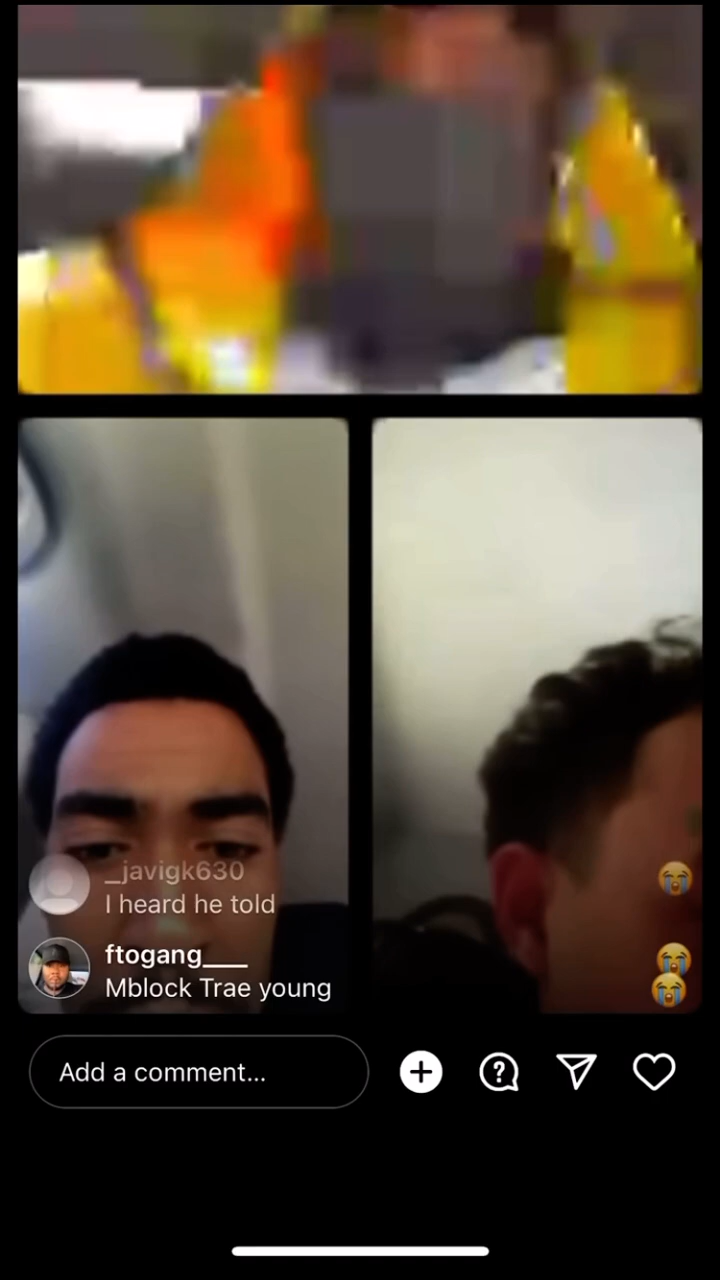 _javigk630
I heard he told
ftogang___
Mblock Trae young
Add a comment...